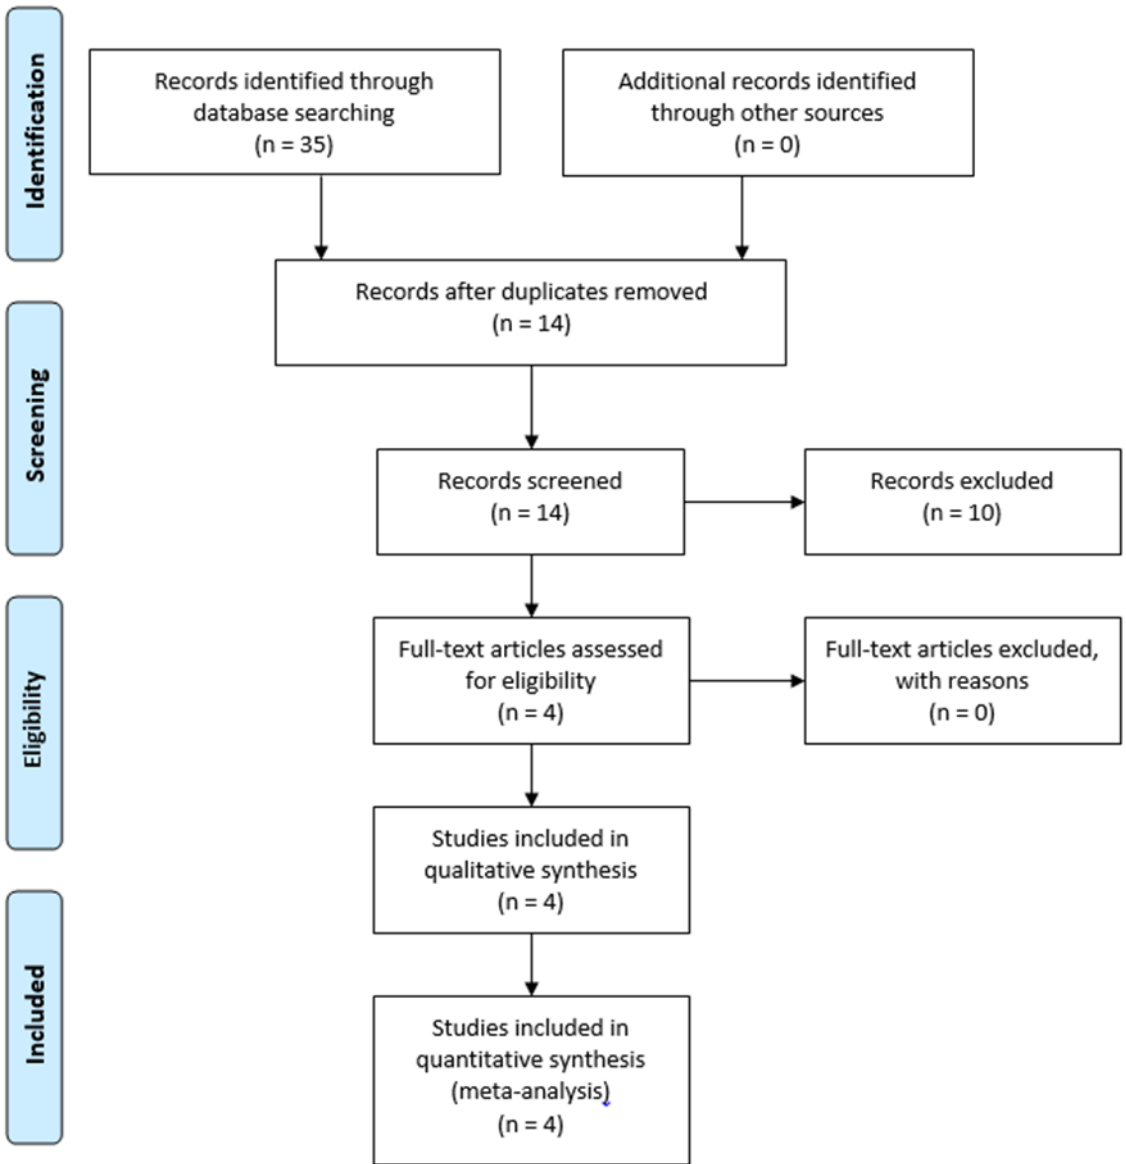 Identification
Records identified through
database searching
(n = 35)
Additional records identified
through other sources
(n = 0)
Records after duplicates removed
(n = 14)
Screening
Records screened
(n = 14)
Records excluded
(n = 10)
Eligibility
Full-text articles assessed
for eligibility
(n = 4)
Full-text articles excluded,
with reasons
(n = 0)
Studies included in
qualitative synthesis
(n = 4)
Included
Studies included in
quantitative synthesis
(meta-analysis)
(n = 4)